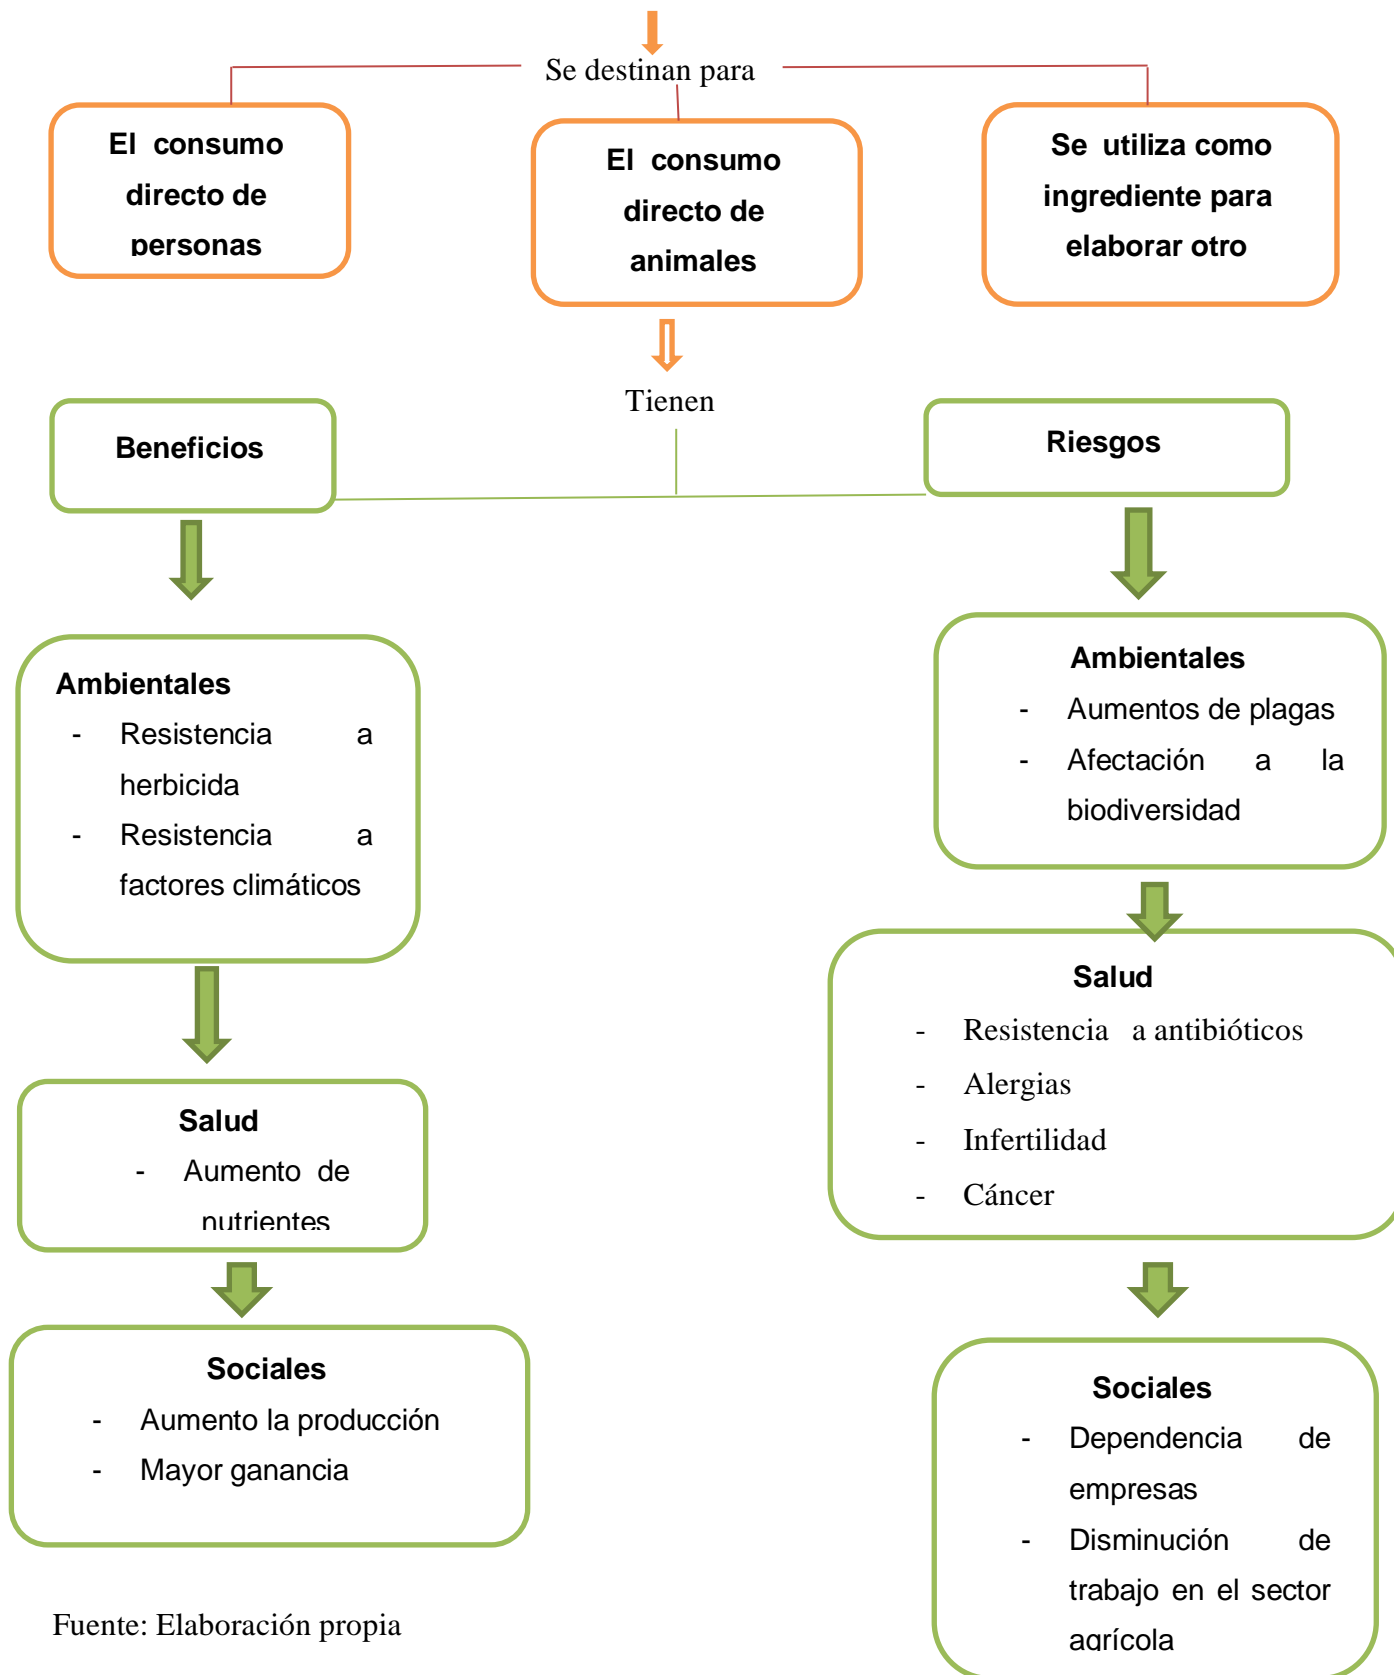 Se destinan para
El consumo
directo de
personas
El consumo
directo de
animales
Se utiliza como
ingrediente para
elaborar otro
Tienen
Beneficios
Riesgos
Ambientales
- Resistencia a
herbicida
- Resistencia a
factores climáticos
Salud
- Aumento de
nutrientes
Sociales
- Aumento la producción
- Mayor ganancia
Ambientales
- Aumentos de plagas
- Afectación a la
biodiversidad
Salud
- Resistencia a antibióticos
- Alergias
- Infertilidad
- Cáncer
Sociales
- Dependencia de
empresas
- Disminución de
trabajo en el sector
agrícola
Fuente: Elaboración propia